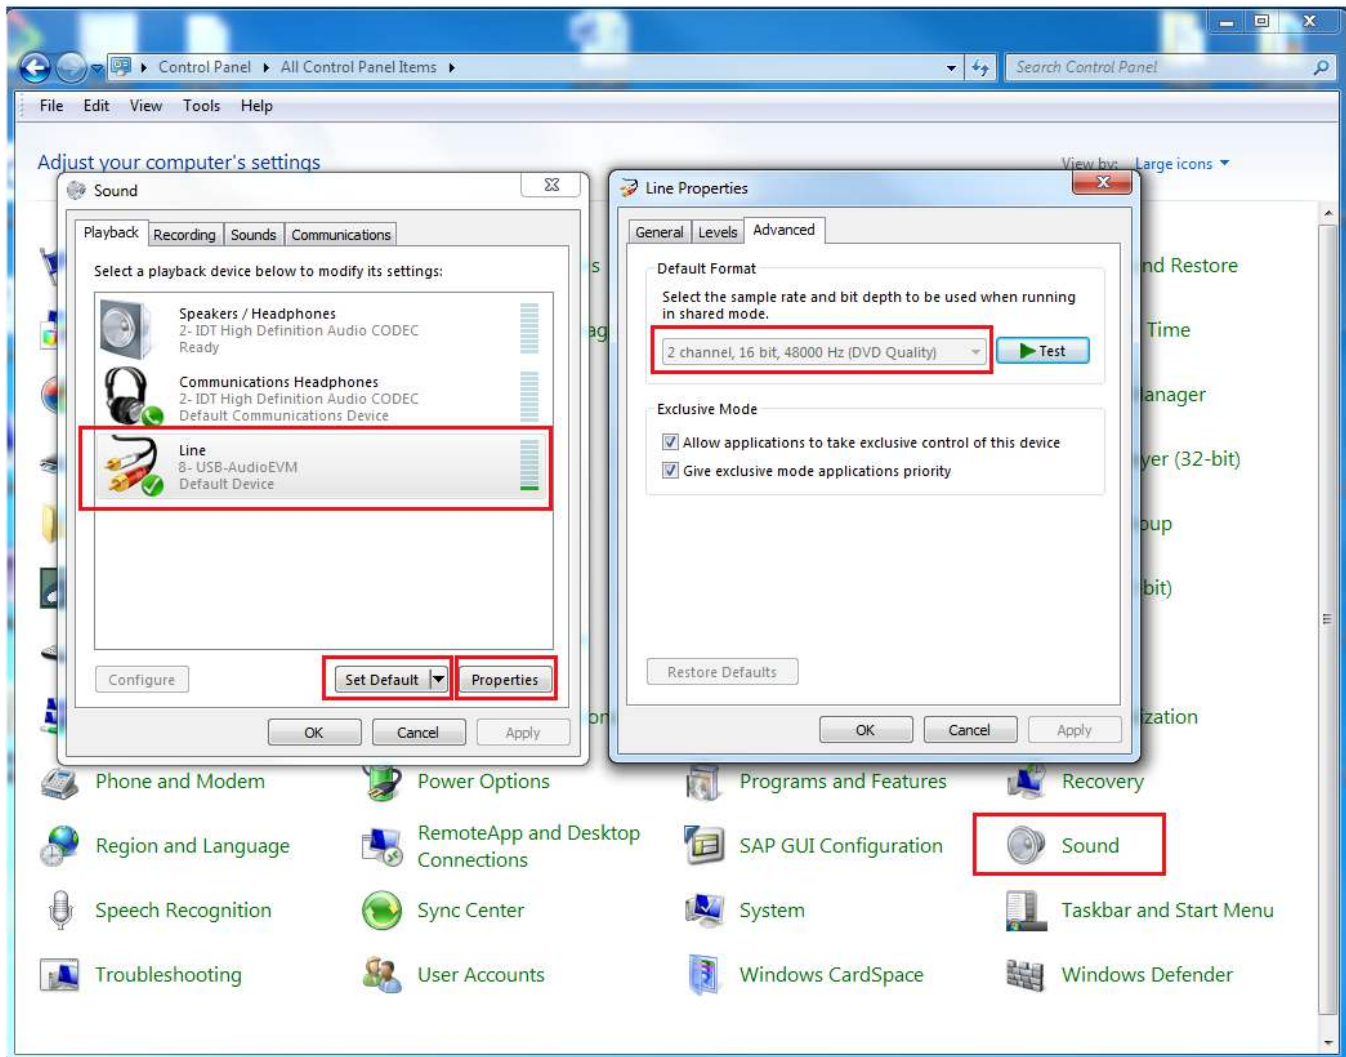 Control Panel ▸ All Control Panel Items ▸
Search Control Panel
File Edit View Tools Help
Adjust your computer's settings
View by: Large icons
Sound
Playback Recording Sounds Communications
Select a playback device below to modify its settings:
Speakers / Headphones
2- IDT High Definition Audio CODEC
Ready
Communications Headphones
2- IDT High Definition Audio CODEC
Default Communications Device
Line
8- USB-AudioEVM
Default Device
Configure
Set Default
Properties
OK
Cancel
Apply
Line Properties
General Levels Advanced
Default Format
Select the sample rate and bit depth to be used when running
in shared mode.
2 channel, 16 bit, 48000 Hz (DVD Quality)
Test
Exclusive Mode
Allow applications to take exclusive control of this device
Give exclusive mode applications priority
Restore Defaults
OK
Cancel
Apply
s
nd Restore
ag
Time
anager
yer (32-bit)
oup
bit)
on
zation
Phone and Modem
Power Options
Programs and Features
Recovery
Region and Language
RemoteApp and Desktop
Connections
SAP GUI Configuration
Sound
Speech Recognition
Sync Center
System
Taskbar and Start Menu
Troubleshooting
User Accounts
Windows CardSpace
Windows Defender